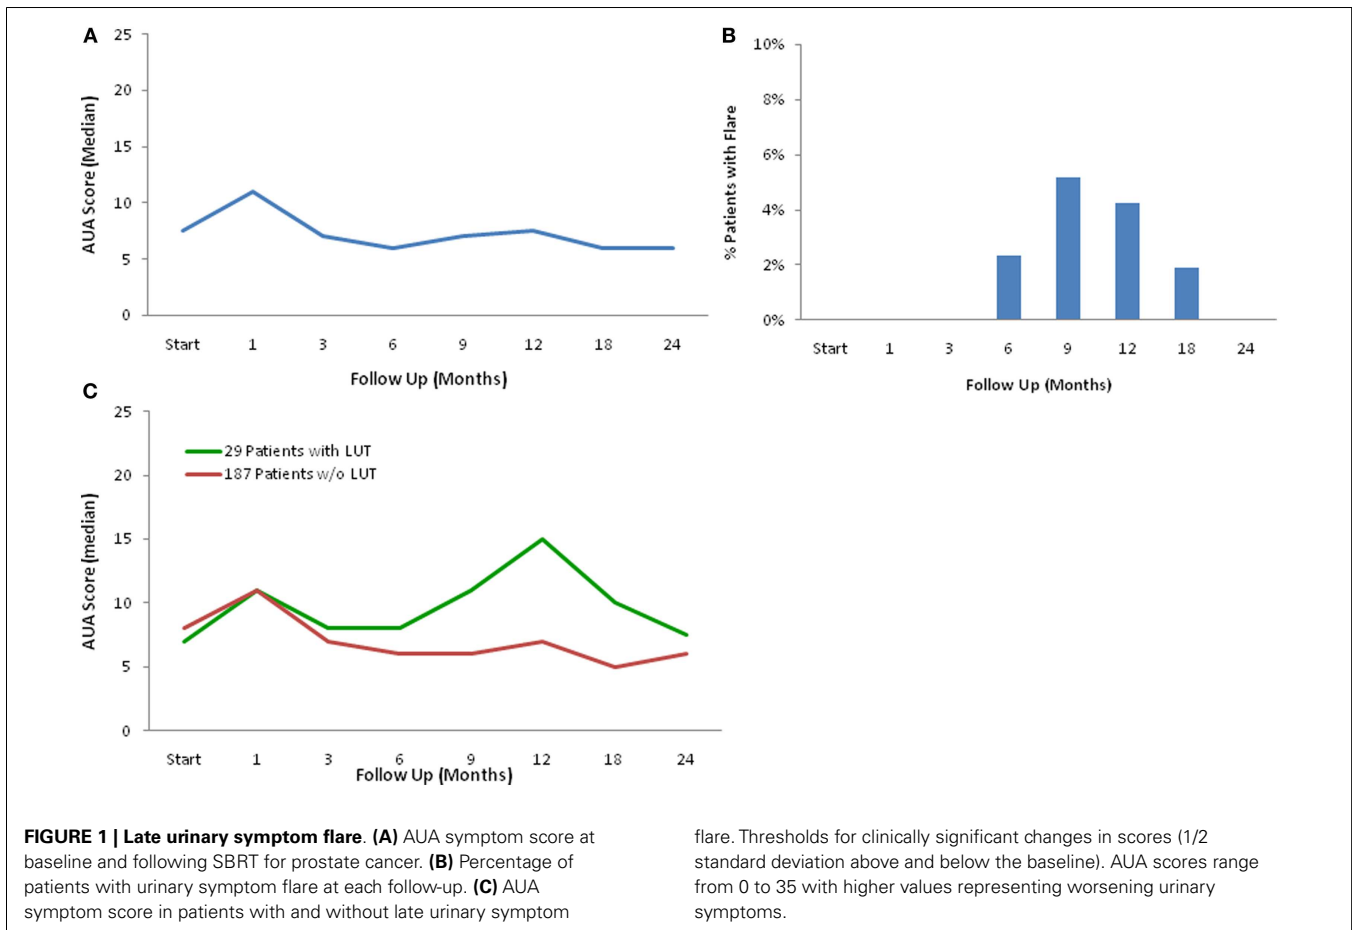 A
25
20
15
10
5
0
AUA Score (Median)
Start 1 3 6 9 12 18 24
Follow Up (Months)
B
10%
8%
6%
4%
2%
0%
% Patients with Flare
Start 1 3 6 9 12 18 24
Follow Up (Months)
C
25
20
15
10
5
0
AUA Score (median)
29 Patients with LUT
187 Patients w/o LUT
Start 1 3 6 9 12 18 24
Follow Up (Months)
FIGURE 1 | Late urinary symptom flare. (A) AUA symptom score at
baseline and following SBRT for prostate cancer. (B) Percentage of
patients with urinary symptom flare at each follow-up. (C) AUA
symptom score in patients with and without late urinary symptom
flare. Thresholds for clinically significant changes in scores (1/2
standard deviation above and below the baseline). AUA scores range
from 0 to 35 with higher values representing worsening urinary
symptoms.